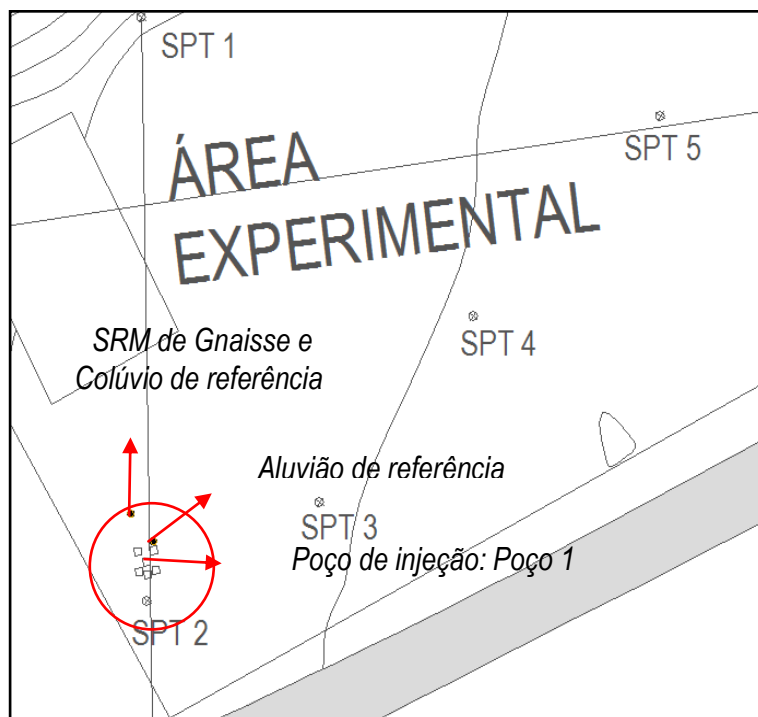 SPT 1
SPT 5
ÁREA
EXPERIMENTAL
SPT 4
SRM de Gnaisse e
Colúvio de referência
Aluvião de referência
SPT 3
Poço de injeção: Poço 1
SPT 2